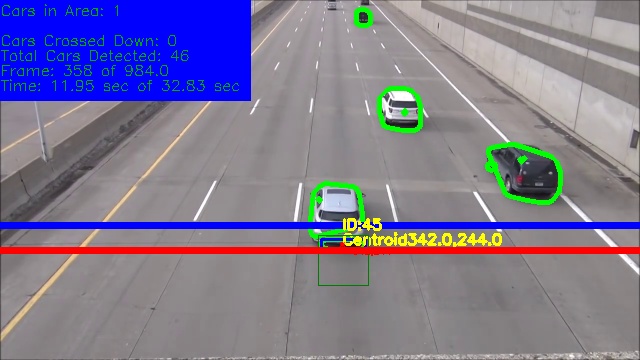 Cars in Area: 1
Cars Crossed Down: 0
Total Cars Detected: 46
Frame: 358 of 984.0
Time: 11.95 sec of 32.83 sec
ID:45
Centroid342.0,244.0